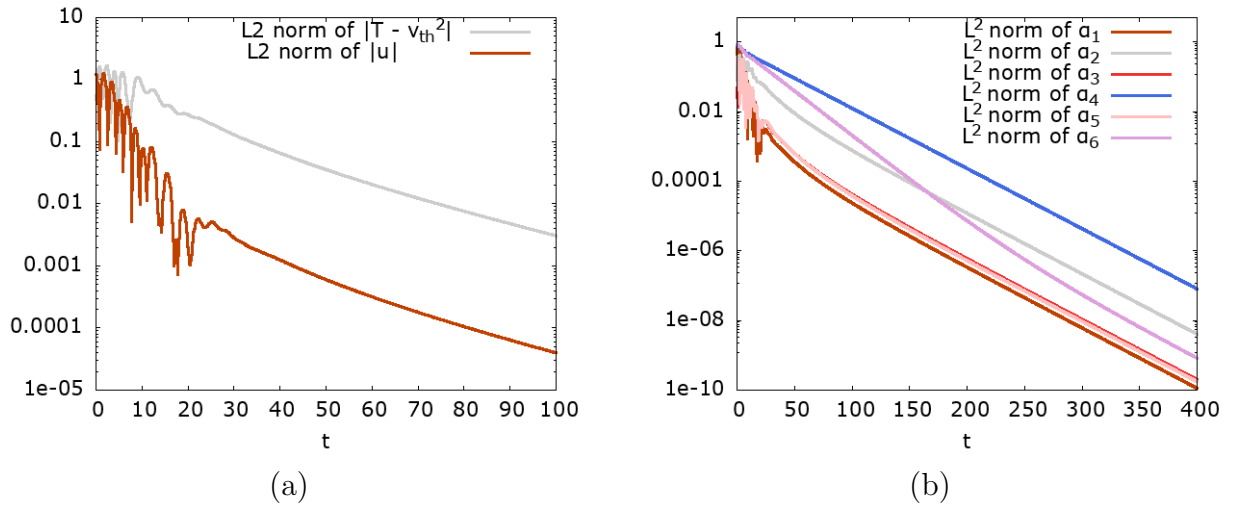 L2 norm of |T - vth²|
L2 norm of |u|
10
1
0.1
0.01
0.001
0.0001
1e-05
0 10 20 30 40 50 60 70 80 90 100
t
(a)
L² norm of a₁
L² norm of a₂
L² norm of a₃
L² norm of a₄
L² norm of a₅
L² norm of a₆
1
0.01
0.0001
1e-06
1e-08
1e-10
0 50 100 150 200 250 300 350 400
t
(b)